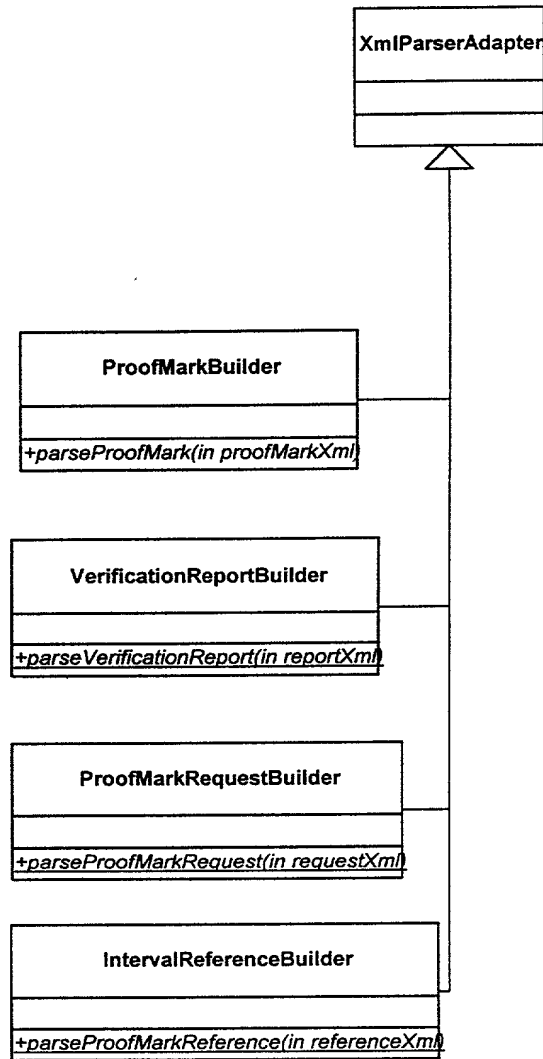 XmlParserAdapter
ProofMarkBuilder
+parseProofMark(in proofMarkXml)
VerificationReportBuilder
+parseVerificationReport(in reportXml)
ProofMarkRequestBuilder
+parseProofMarkRequest(in requestXml)
IntervalReferenceBuilder
+parseProofMarkReference(in referenceXml)